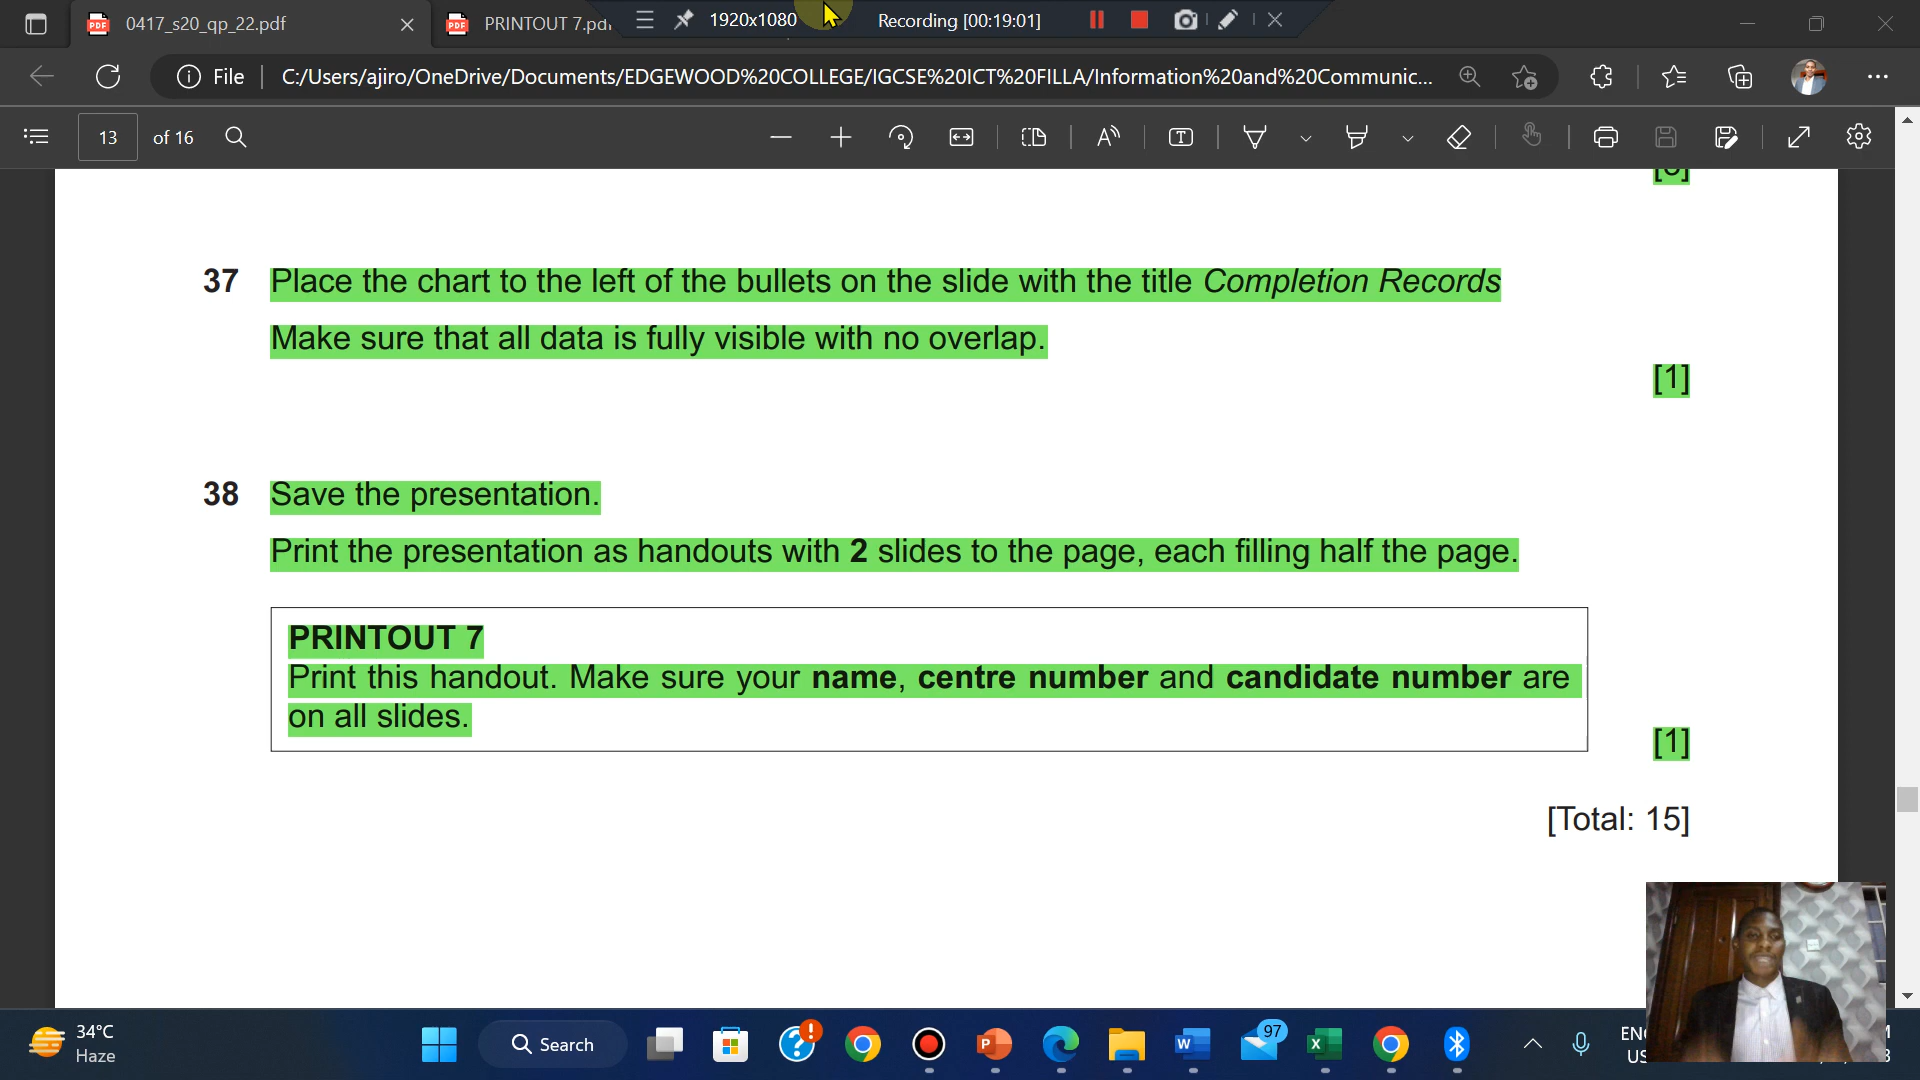 0417_s20_qp_22.pdf
PRINTOUT 7.pd
1920x1080
Recording [00:19:01]
File
C:/Users/ajiro/OneDrive/Documents/EDGEWOOD%20COLLEGE/IGCSE%20ICT%20FILLA/Information%20and%20Communic...
13 of 16
37 Place the chart to the left of the bullets on the slide with the title Completion Records
Make sure that all data is fully visible with no overlap.
[1]
38 Save the presentation.
Print the presentation as handouts with 2 slides to the page, each filling half the page.
PRINTOUT 7
Print this handout. Make sure your name, centre number and candidate number are
on all slides.
[1]
[Total: 15]
34°C
Haze
Search
97